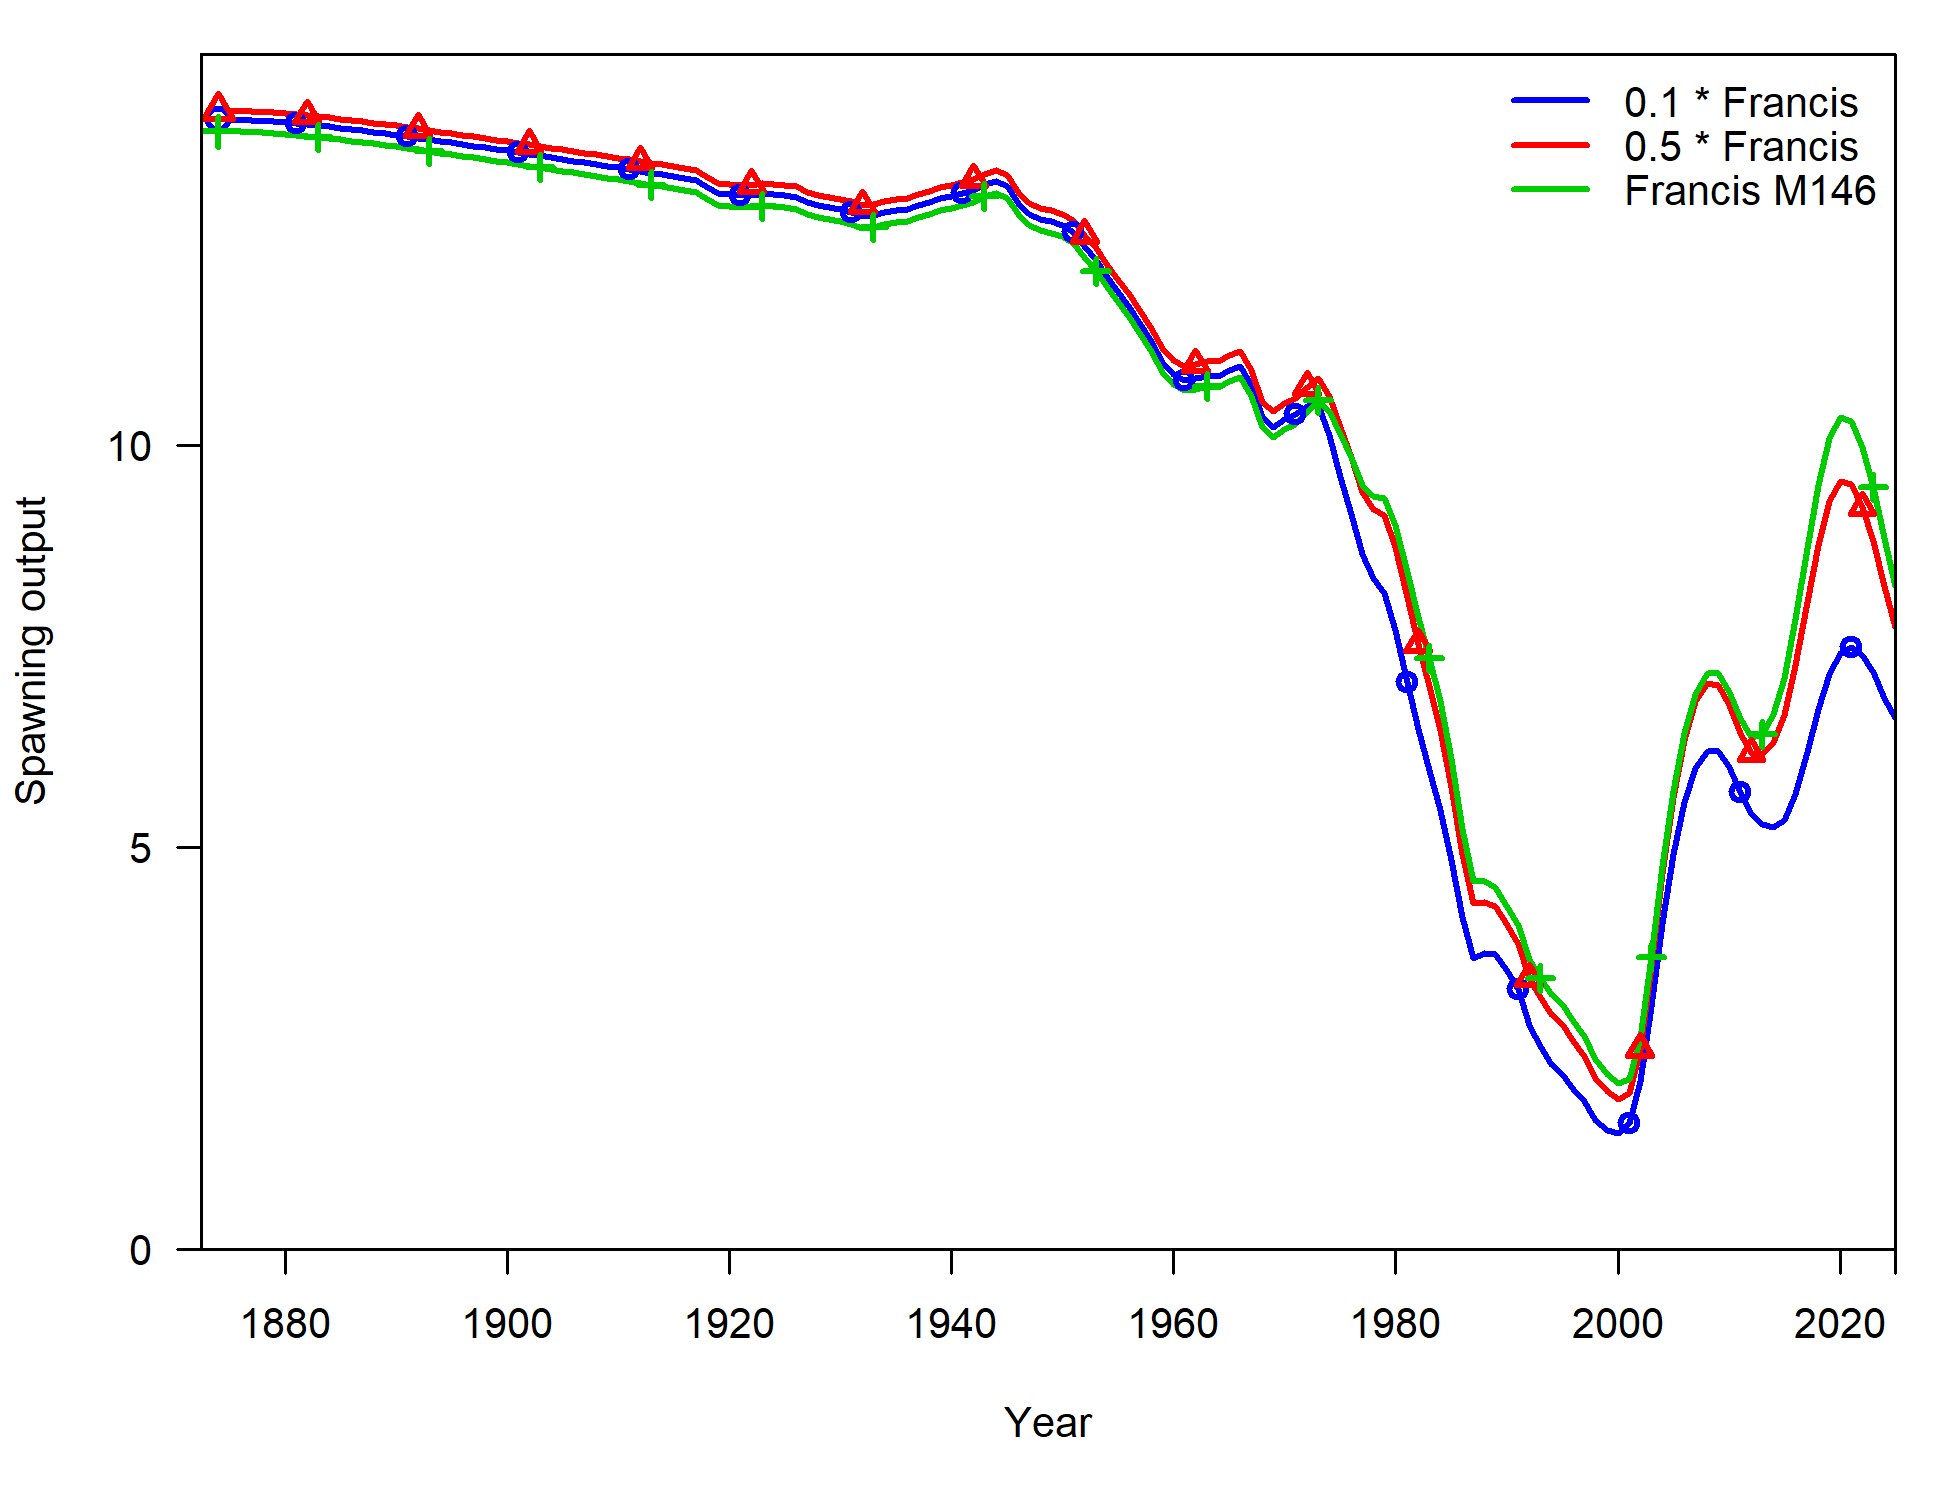 0.1 * Francis
0.5 * Francis
Francis M146
10
5
0
Spawning output
1880 1900 1920 1940 1960 1980 2000 2020
Year